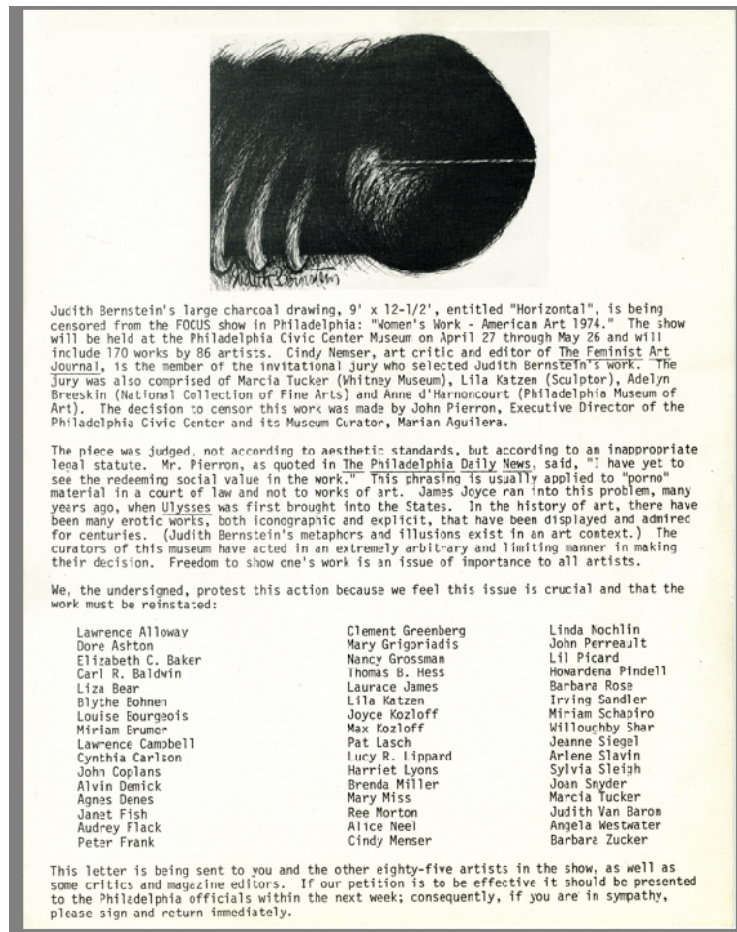 Judith Bernstein
Judith Bernstein's large charcoal drawing, 9' x 12-1/2', entitled "Horizontal", is being
censored from the FOCUS show in Philadelphia: "Women's Work - American Art 1974." The show
will be held at the Philadelphia Civic Center Museum on April 27 through May 26 and will
include 170 works by 86 artists. Cindy Nemser, art critic and editor of The Feminist Art
Journal, is the member of the invitational jury who selected Judith Bernstein's work. The
jury was also comprised of Marcia Tucker (Whitney Museum), Lila Katzen (Sculptor), Adelyn
Breeskin (National Collection of Fine Arts) and Anne d'Harnoncourt (Philadelphia Museum of
Art). The decision to censor this work was made by John Pierron, Executive Director of the
Philadelphia Civic Center and its Museum Curator, Marian Aguilera.
The piece was judged, not according to aesthetic standards, but according to an inappropriate
legal statute. Mr. Pierron, as quoted in The Philadelphia Daily News, said, "I have yet to
see the redeeming social value in the work." This phrasing is usually applied to "porno"
material in a court of law and not to works of art. James Joyce ran into this problem, many
years ago, when Ulysses was first brought into the States. In the history of art, there have
been many erotic works, both iconographic and explicit, that have been displayed and admired
for centuries. (Judith Bernstein's metaphors and illusions exist in an art context.) The
curators of this museum have acted in an extremely arbitrary and limiting manner in making
their decision. Freedom to show one's work is an issue of importance to all artists.
We, the undersigned, protest this action because we feel this issue is crucial and that the
work must be reinstated:
Lawrence Alloway
Dore Ashton
Elizabeth C. Baker
Carl R. Baldwin
Liza Bear
Blythe Bohnen
Louise Bourgeois
Miriam Brumer
Lawrence Campbell
Cynthia Carlson
John Coplans
Alvin Demick
Agnes Denes
Janet Fish
Audrey Flack
Peter Frank
Clement Greenberg
Mary Grigoriadis
Nancy Grossman
Thomas B. Hess
Laurace James
Lila Katzen
Joyce Kozloff
Max Kozloff
Pat Lasch
Lucy R. Lippard
Harriet Lyons
Brenda Miller
Mary Miss
Ree Morton
Alice Neel
Cindy Menser
Linda Nochlin
John Perreault
Lil Picard
Howardena Pindell
Barbara Rose
Irving Sandler
Miriam Schapiro
Willoughby Shar
Jeanne Siegel
Arlene Slavin
Sylvia Sleigh
Joan Snyder
Marcia Tucker
Judith Van Baron
Angela Westwater
Barbara Zucker
This letter is being sent to you and the other eighty-five artists in the show, as well as
some critics and magazine editors. If our petition is to be effective it should be presented
to the Philadelphia officials within the next week; consequently, if you are in sympathy,
please sign and return immediately.